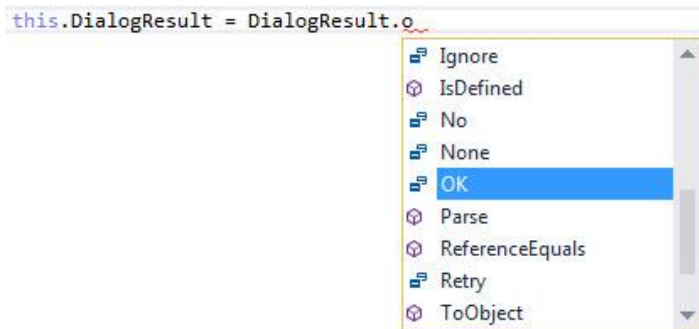 this.DialogResult = DialogResult.o
Ignore
IsDefined
No
None
OK
Parse
ReferenceEquals
Retry
ToObject